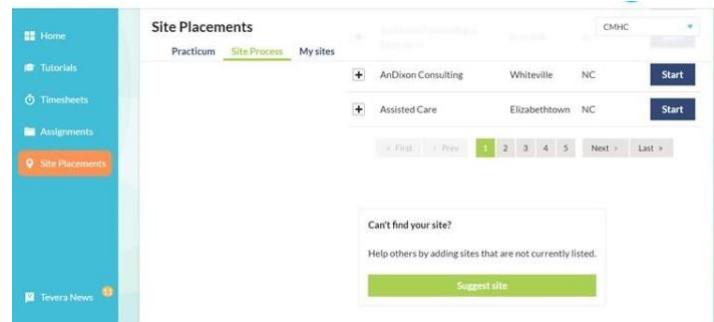 Site Placements
CMHC
Home
Practicum Site Process My sites
Tutorials
AnDixon Consulting Whiteville NC Start
Timesheets
Assisted Care Elizabethtown NC Start
Assignments
‹ First ‹ Prev 1 2 3 4 5 Next › Last »
Site Placements
Can't find your site?
Help others by adding sites that are not currently listed.
Suggest site
Tevera News